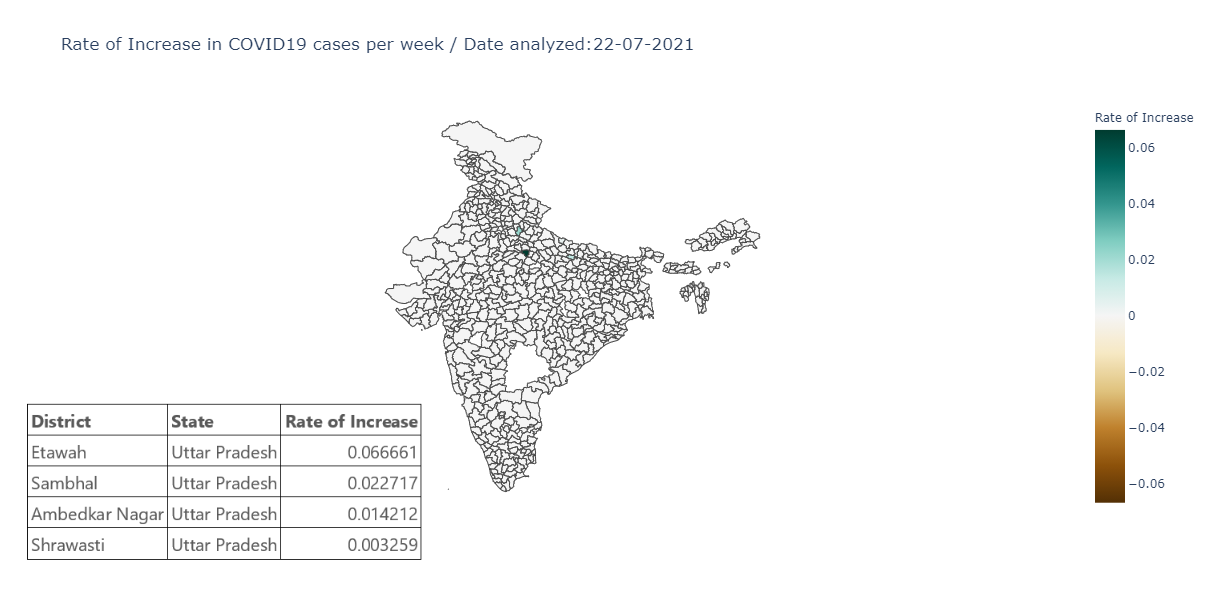 Rate of Increase in COVID19 cases per week / Date analyzed:22-07-2021
Rate of Increase
0.06
0.04
0.02
0
−0.02
−0.04
−0.06
District State Rate of Increase
Etawah Uttar Pradesh 0.066661
Sambhal Uttar Pradesh 0.022717
Ambedkar Nagar Uttar Pradesh 0.014212
Shrawasti Uttar Pradesh 0.003259